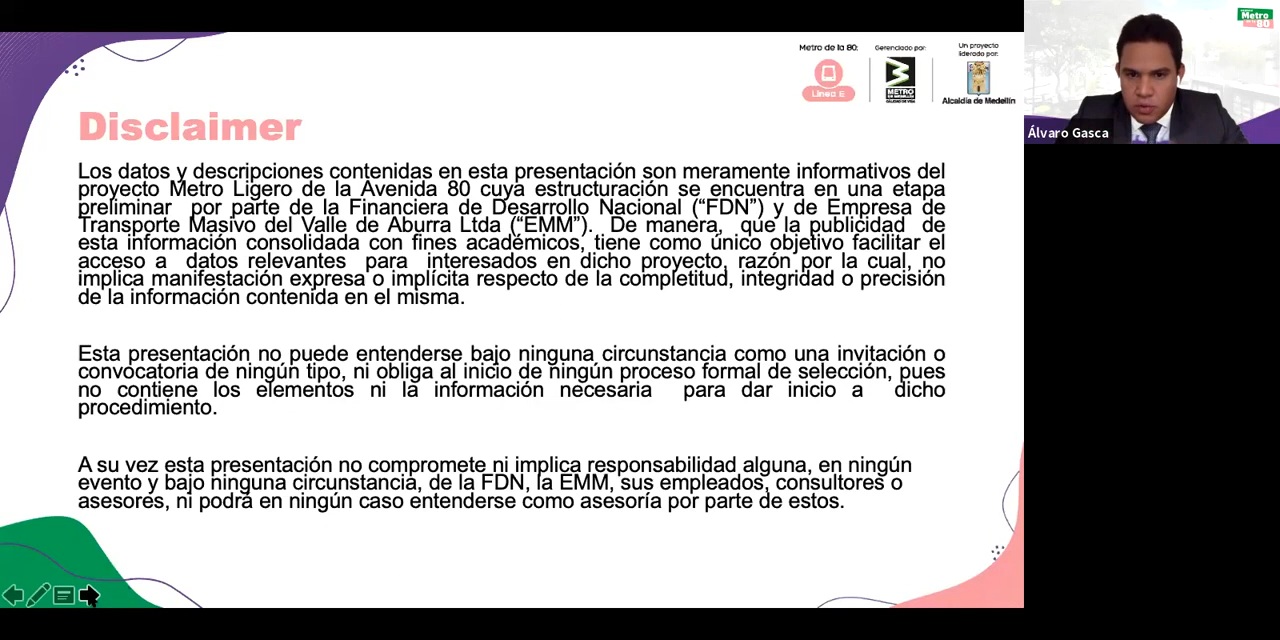 Metro de la 80:
Línea E
Gerenciado por:
METRO
Un proyecto
liderado por:
Alcaldía de Medellín
Metro
80
Álvaro Gasca
Disclaimer
Los datos y descripciones contenidas en esta presentación son meramente informativos del
proyecto Metro Ligero de la Avenida 80 cuya estructuración se encuentra en una etapa
preliminar por parte de la Financiera de Desarrollo Nacional (“FDN”) y de Empresa de
Transporte Masivo del Valle de Aburra Ltda (“EMM”). De manera, que la publicidad de
esta información consolidada con fines académicos, tiene como único objetivo facilitar el
acceso a datos relevantes para interesados en dicho proyecto, razón por la cual, no
implica manifestación expresa o implícita respecto de la completitud, integridad o precisión
de la información contenida en el misma.
Esta presentación no puede entenderse bajo ninguna circunstancia como una invitación o
convocatoria de ningún tipo, ni obliga al inicio de ningún proceso formal de selección, pues
no contiene los elementos ni la información necesaria para dar inicio a dicho
procedimiento.
A su vez esta presentación no compromete ni implica responsabilidad alguna, en ningún
evento y bajo ninguna circunstancia, de la FDN, la EMM, sus empleados, consultores o
asesores, ni podrá en ningún caso entenderse como asesoría por parte de estos.